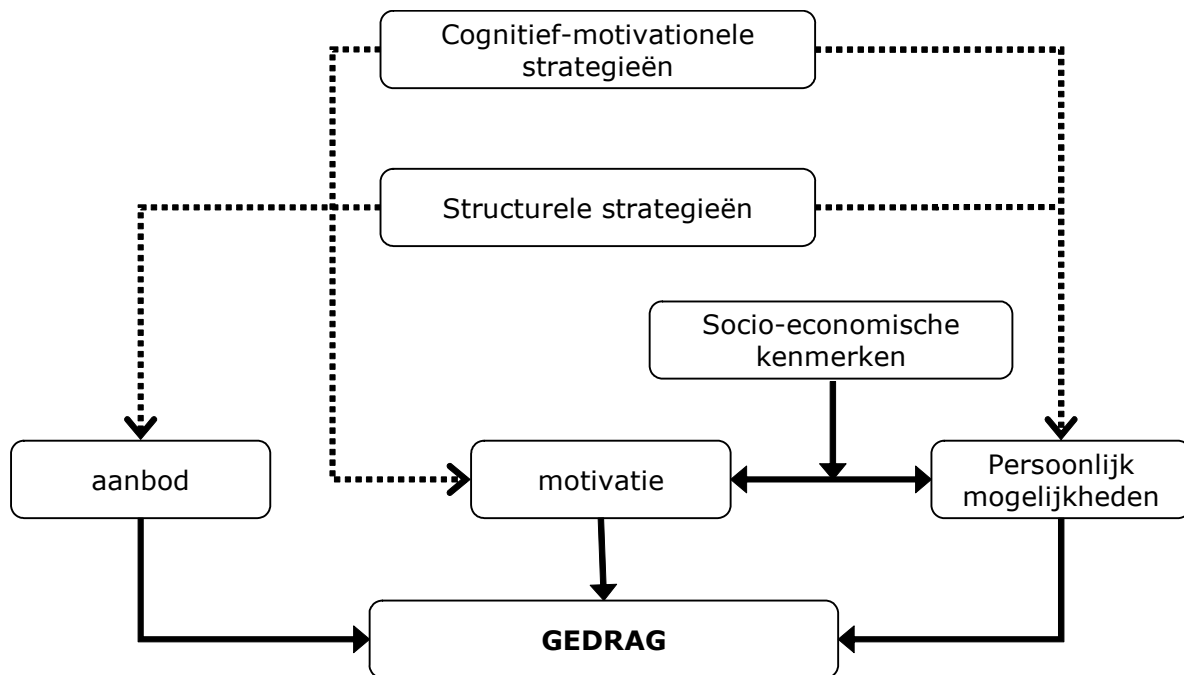 Cognitief-motivationele
strategieën
Structurele strategieën
Socio-economische
kenmerken
aanbod
motivatie
Persoonlijk
mogelijkheden
GEDRAG